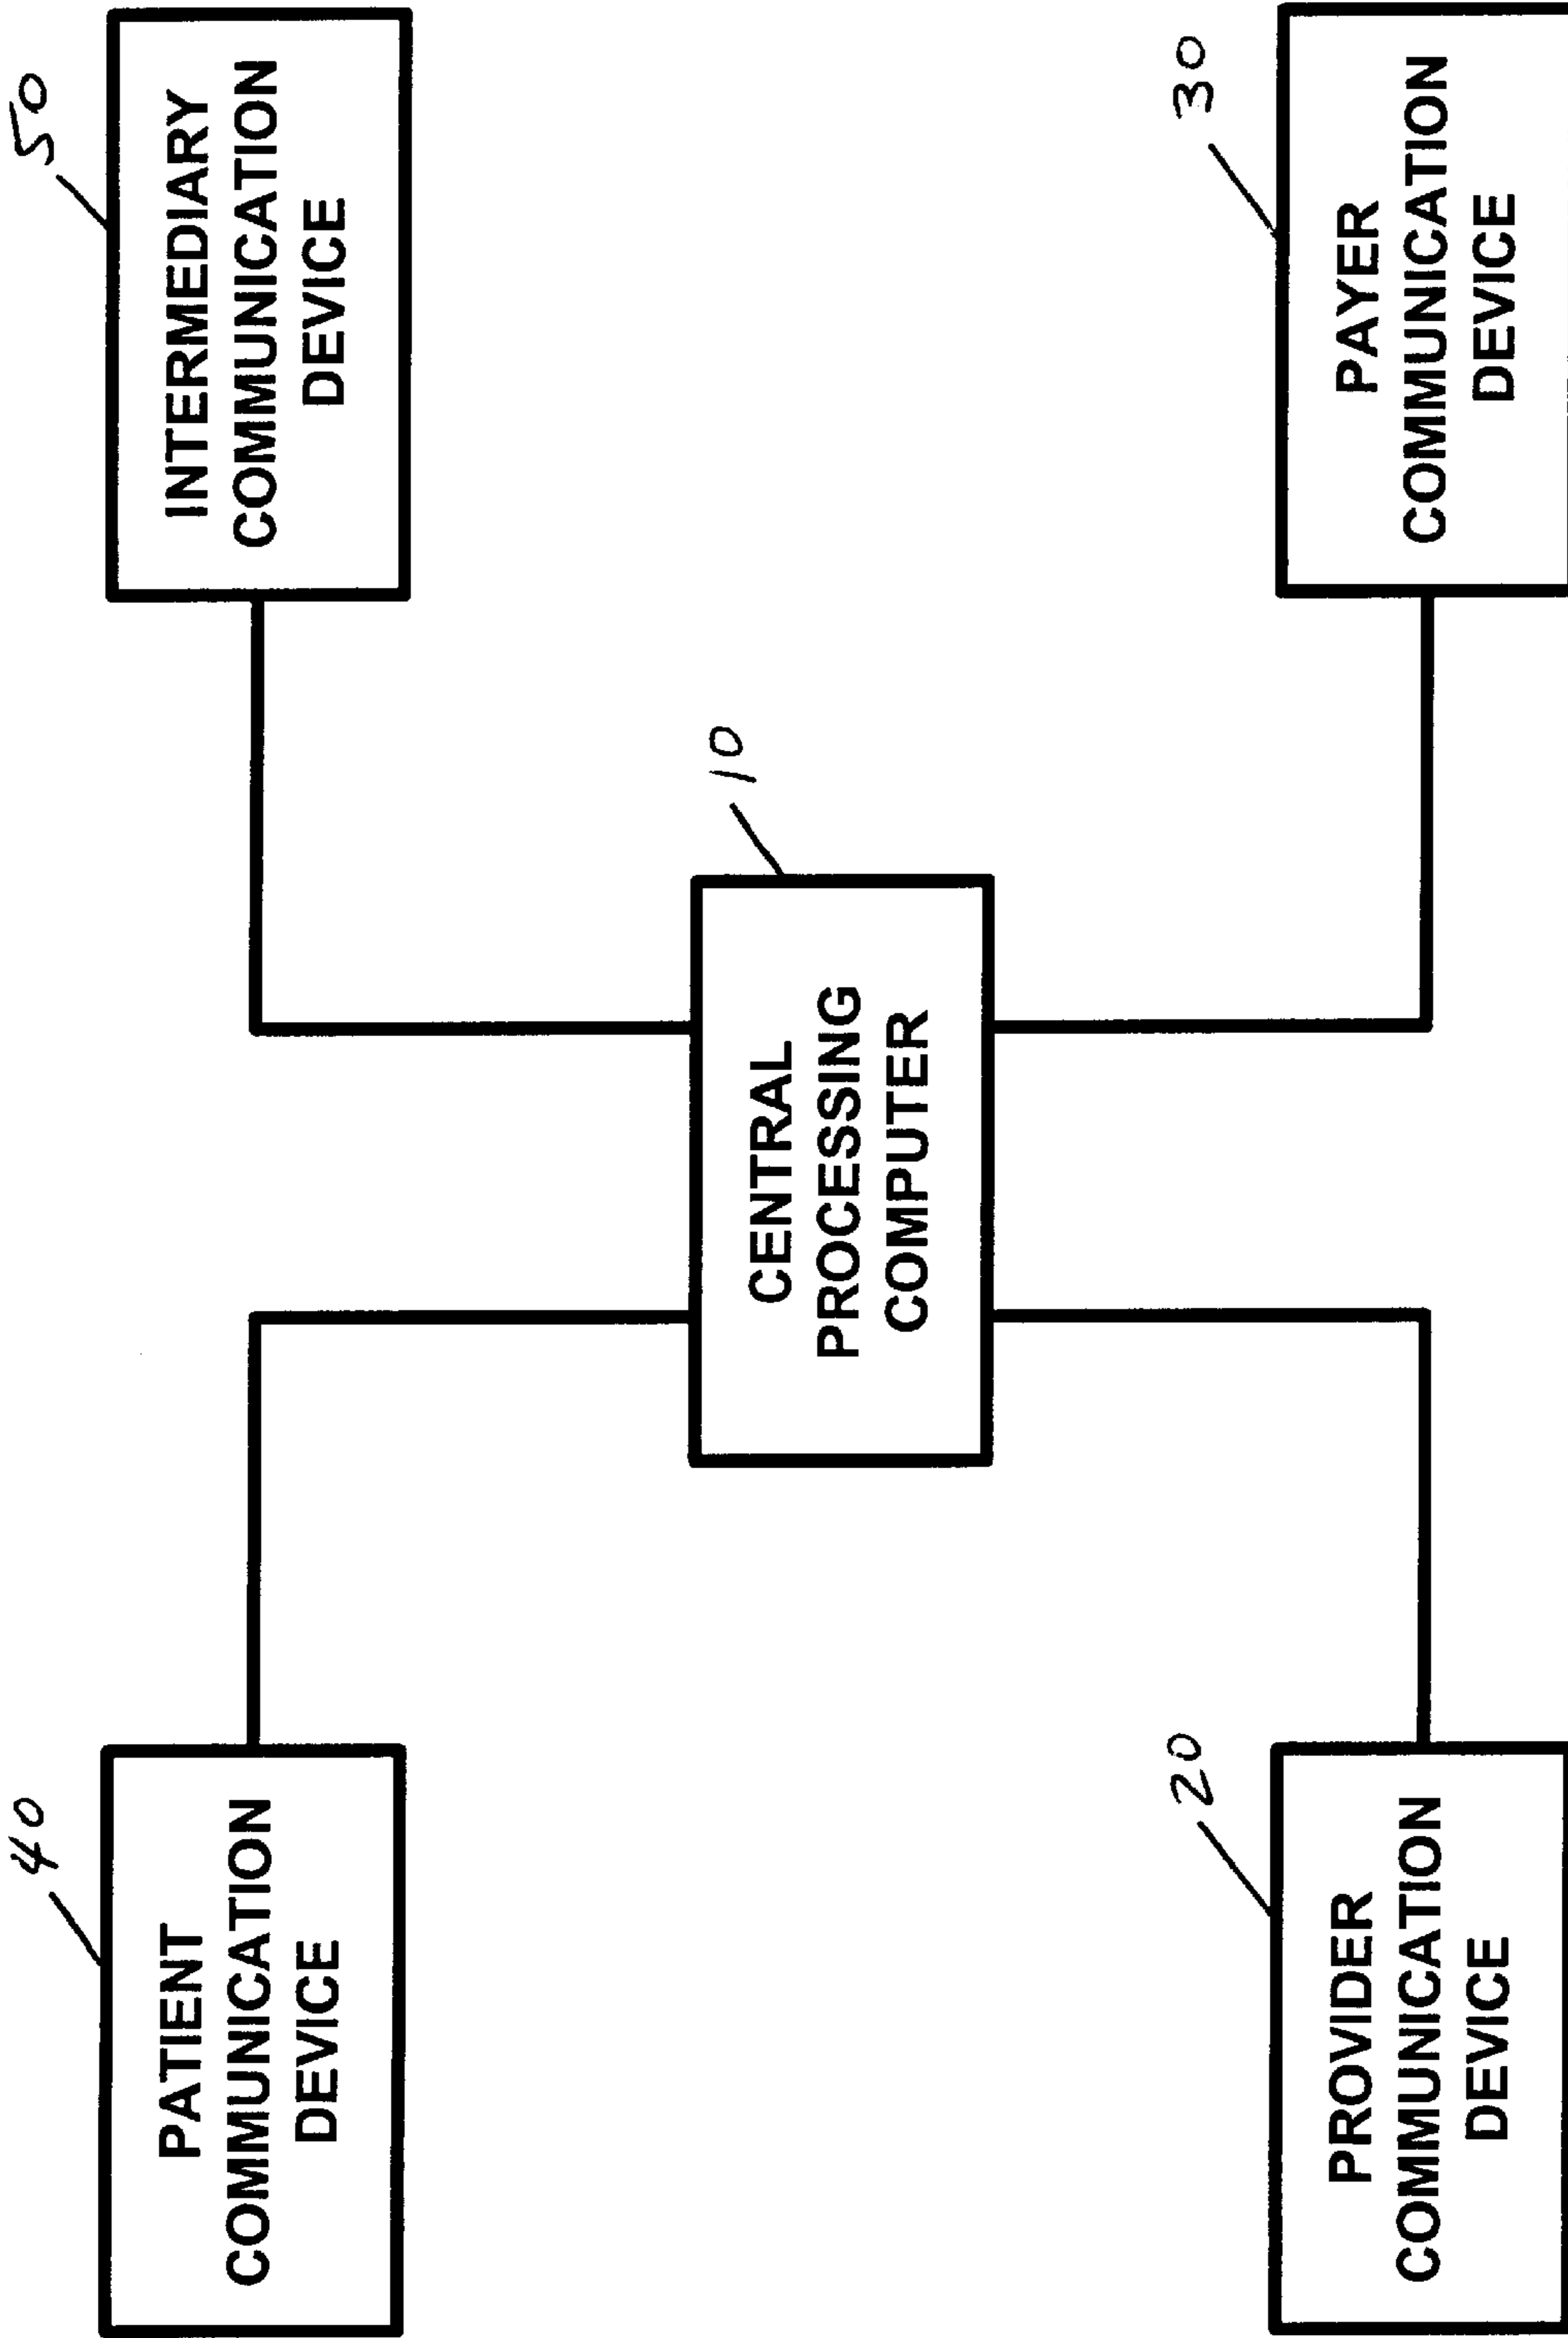 40
PATIENT
COMMUNICATION
DEVICE
50
INTERMEDIARY
COMMUNICATION
DEVICE
10
CENTRAL
PROCESSING
COMPUTER
20
PROVIDER
COMMUNICATION
DEVICE
30
PAYER
COMMUNICATION
DEVICE